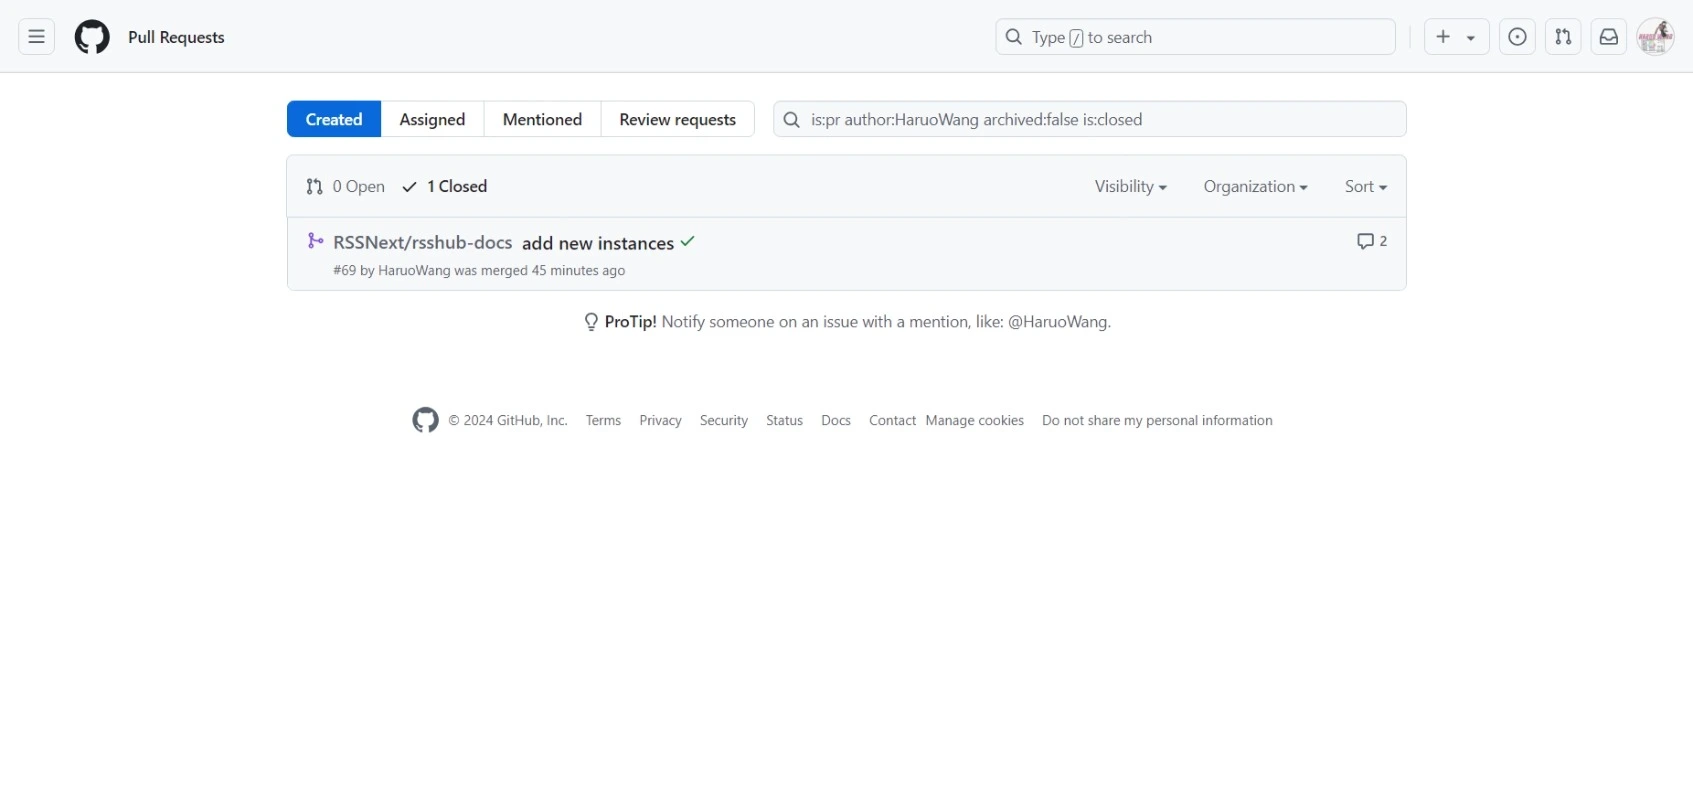 Pull Requests
Type / to search
Created Assigned Mentioned Review requests
is:pr author:HaruoWang archived:false is:closed
0 Open 1 Closed
Visibility Organization Sort
RSSNext/rsshub-docs add new instances
2
#69 by HaruoWang was merged 45 minutes ago
ProTip! Notify someone on an issue with a mention, like: @HaruoWang.
© 2024 GitHub, Inc. Terms Privacy Security Status Docs Contact Manage cookies Do not share my personal information